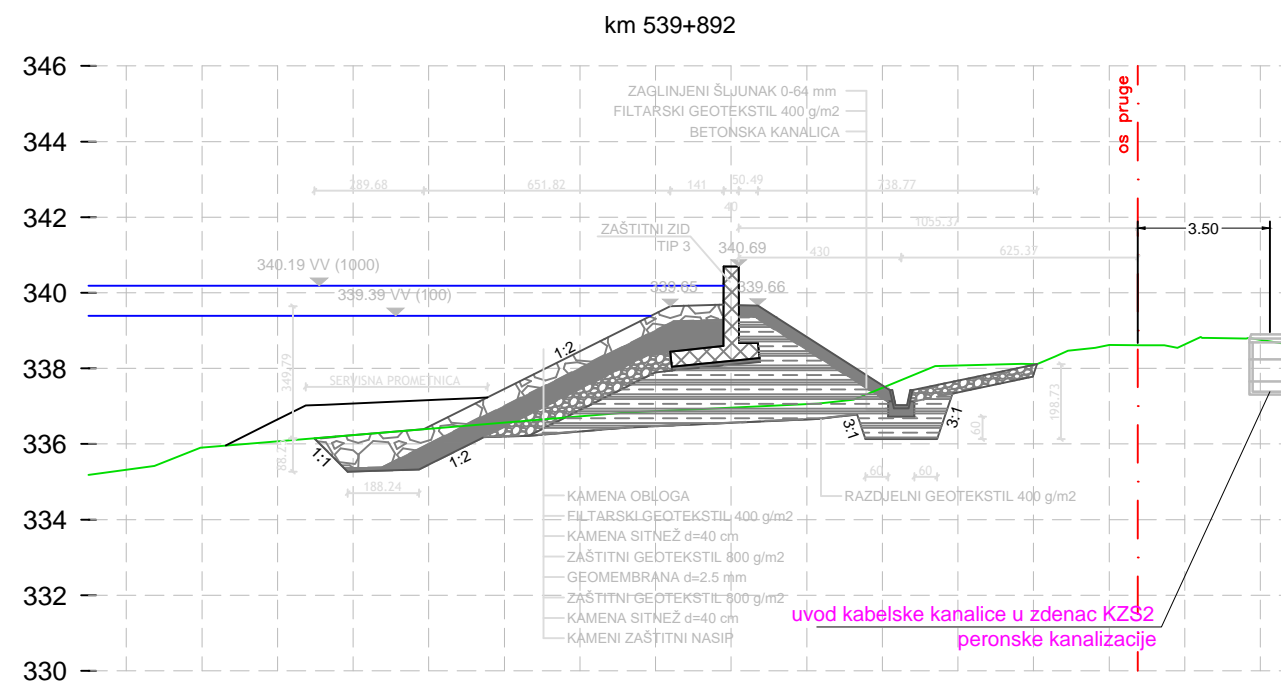 km 539+892
346
344
342
340
338
336
334
332
330
ZAGLINJENI ŠLJUNAK 0-64 mm
FILTARSKI GEOTEKSTIL 400 g/m2
BETONSKA KANALICA
os pruge
289.68
651.82
141
50.49
738.77
40
1055.37
3.50
ZAŠTITNI ZID
TIP 3
340.69
430
625.37
340.19 VV (1000)
339.39 VV (100)
339.65
339.66
349.79
1:2
SERVISNA PROMETNICA
198.73
60
1:1
1:2
3:1
3:1
188.24
60
60
KAMENA OBLOGA
FILTARSKI GEOTEKSTIL 400 g/m2
KAMENA SITNEŽ d=40 cm
ZAŠTITNI GEOTEKSTIL 800 g/m2
GEOMEMBRANA d=2.5 mm
ZAŠTITNI GEOTEKSTIL 800 g/m2
KAMENA SITNEŽ d=40 cm
KAMENI ZAŠTITNI NASIP
RAZDJELNI GEOTEKSTIL 400 g/m2
uvod kabelske kanalice u zdenac KZS2
peronske kanalizacije